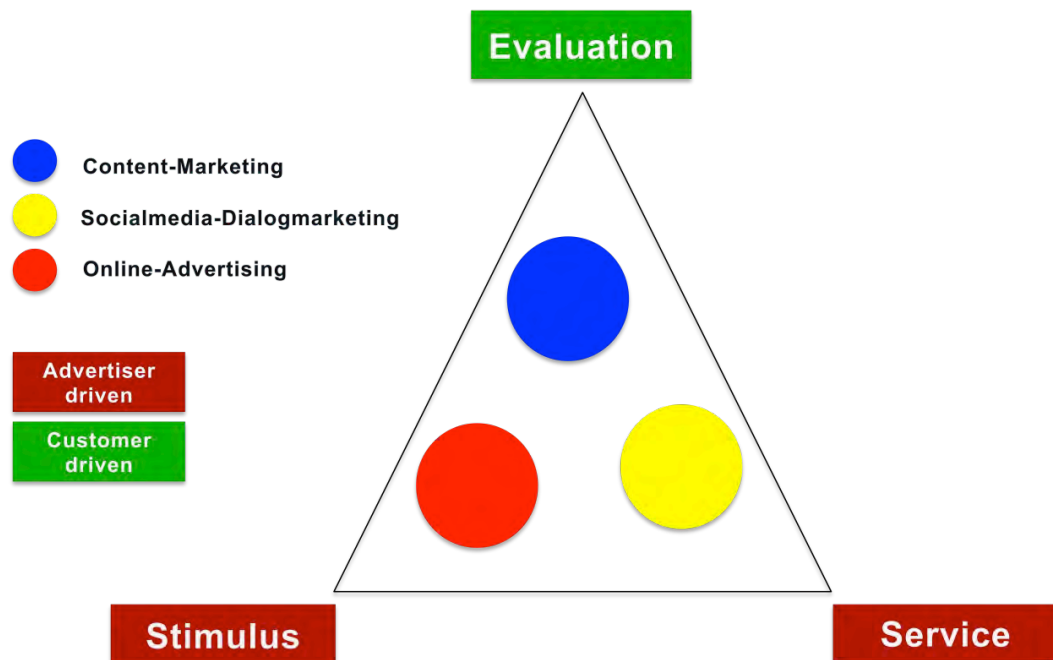 Evaluation
Content-Marketing
Socialmedia-Dialogmarketing
Online-Advertising
Advertiser
driven
Customer
driven
Stimulus
Service